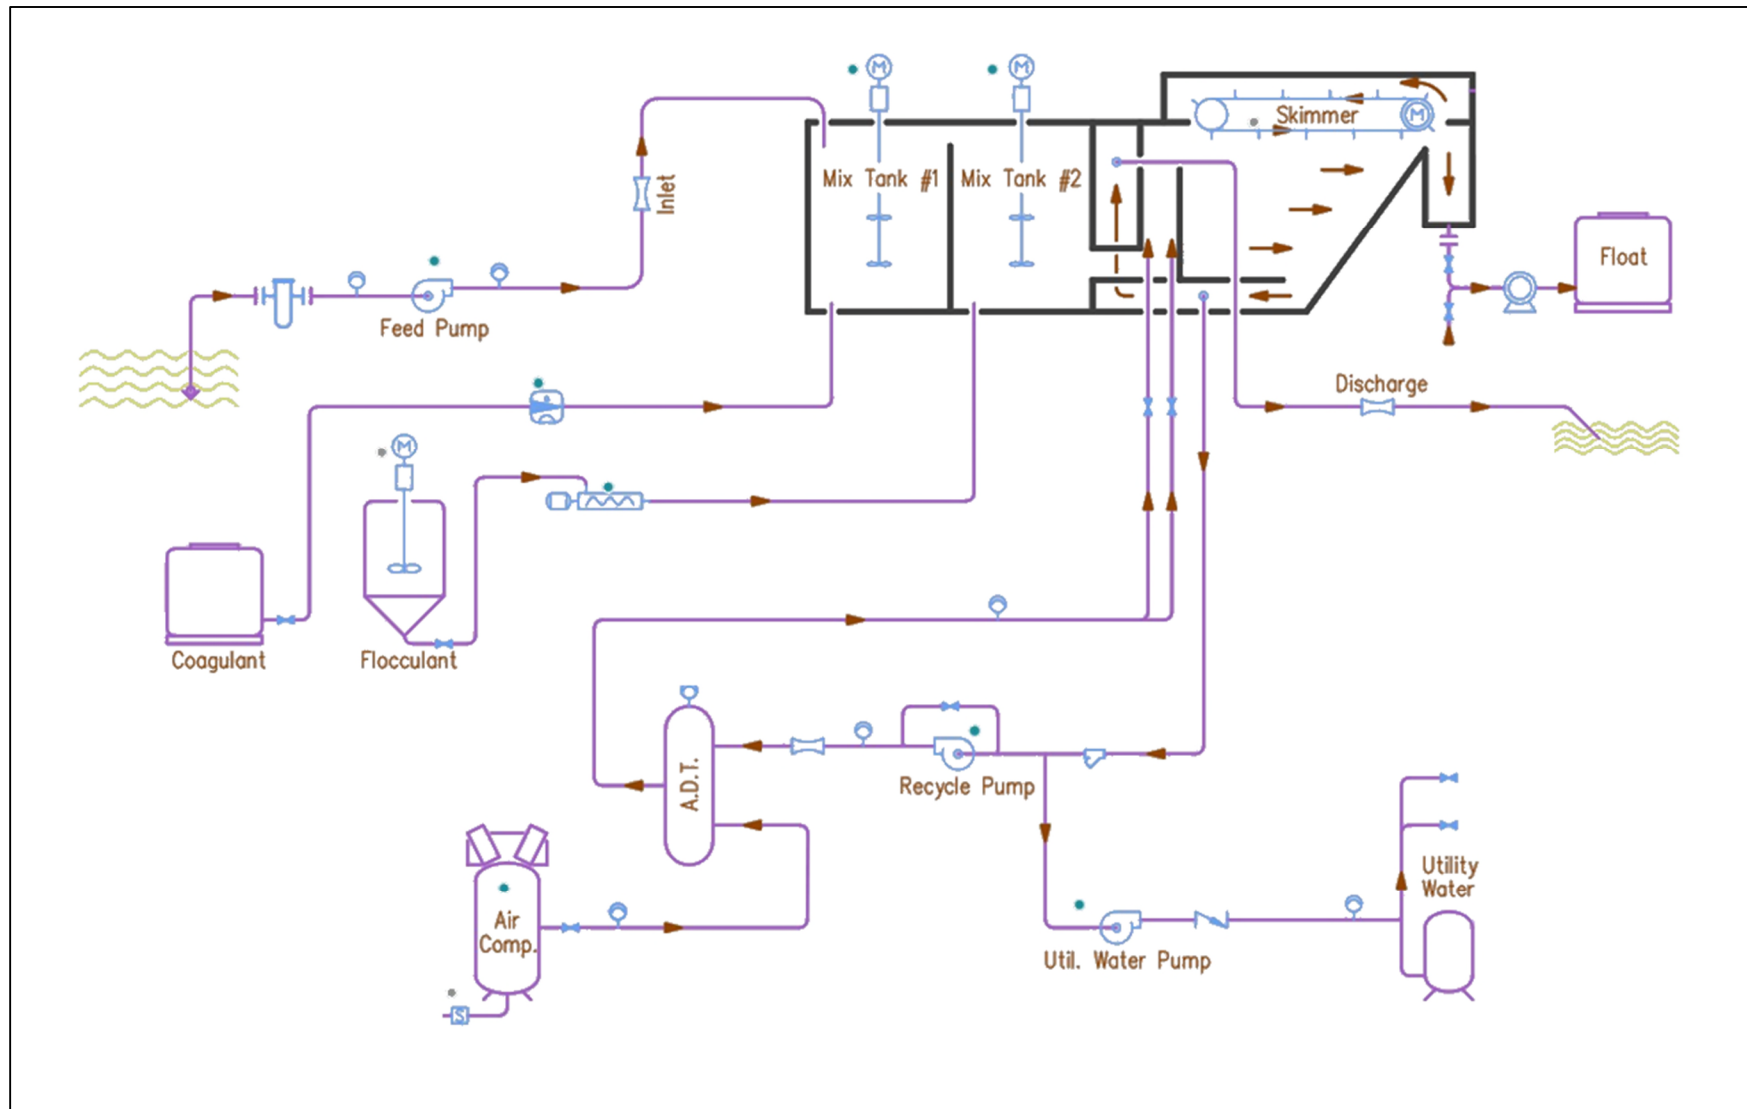 M
M
M
Skimmer
Mix Tank #1
Mix Tank #2
Inlet
Float
Feed Pump
Discharge
M
Coagulant
Flocculant
A.D.T.
Recycle Pump
Utility
Water
Air
Comp.
Util. Water Pump
S